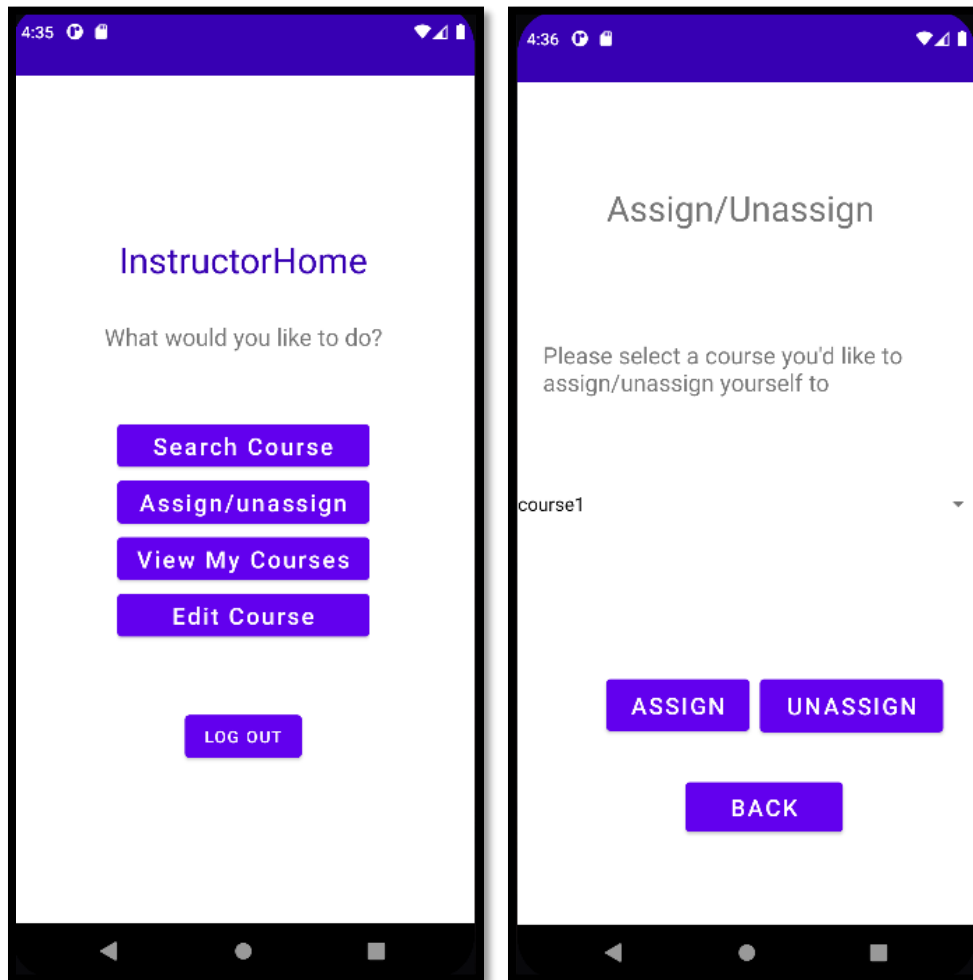 4:35
InstructorHome
What would you like to do?
Search Course
Assign/unassign
View My Courses
Edit Course
LOG OUT
4:36
Assign/Unassign
Please select a course you'd like to
assign/unassign yourself to
course1
ASSIGN
UNASSIGN
BACK